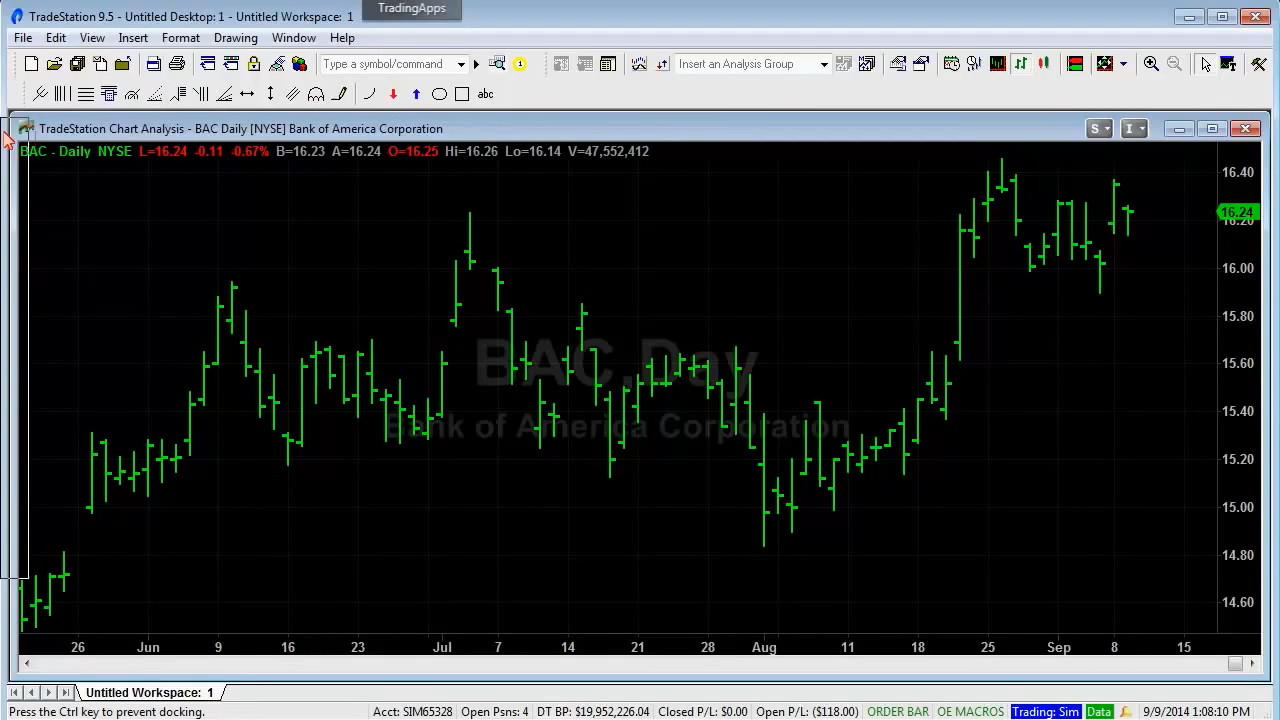 TradeStation 9.5 - Untitled Desktop: 1 - Untitled Workspace: 1
TradingApps
File Edit View Insert Format Drawing Window Help
Type a symbol/command
Insert an Analysis Group
abc
TradeStation Chart Analysis - BAC Daily [NYSE] Bank of America Corporation
S
I
BAC - Daily NYSE L=16.24 -0.11 -0.67% B=16.23 A=16.24 O=16.25 Hi=16.26 Lo=16.14 V=47,552,412
16.40
16.24
16.20
16.00
15.80
BAC,Day
15.60
15.40
Bank of America Corporation
15.20
15.00
14.80
14.60
26 Jun 9 16 23 Jul 7 14 21 28 Aug 11 18 25 Sep 8 15
Untitled Workspace: 1
Press the Ctrl key to prevent docking.
Acct: SIM65328 Open Psns: 4 DT BP: $19,952,226.04 Closed P/L: $0.00 Open P/L: ($118.00) ORDER BAR OE MACROS Trading: Sim Data 9/9/2014 1:08:10 PM